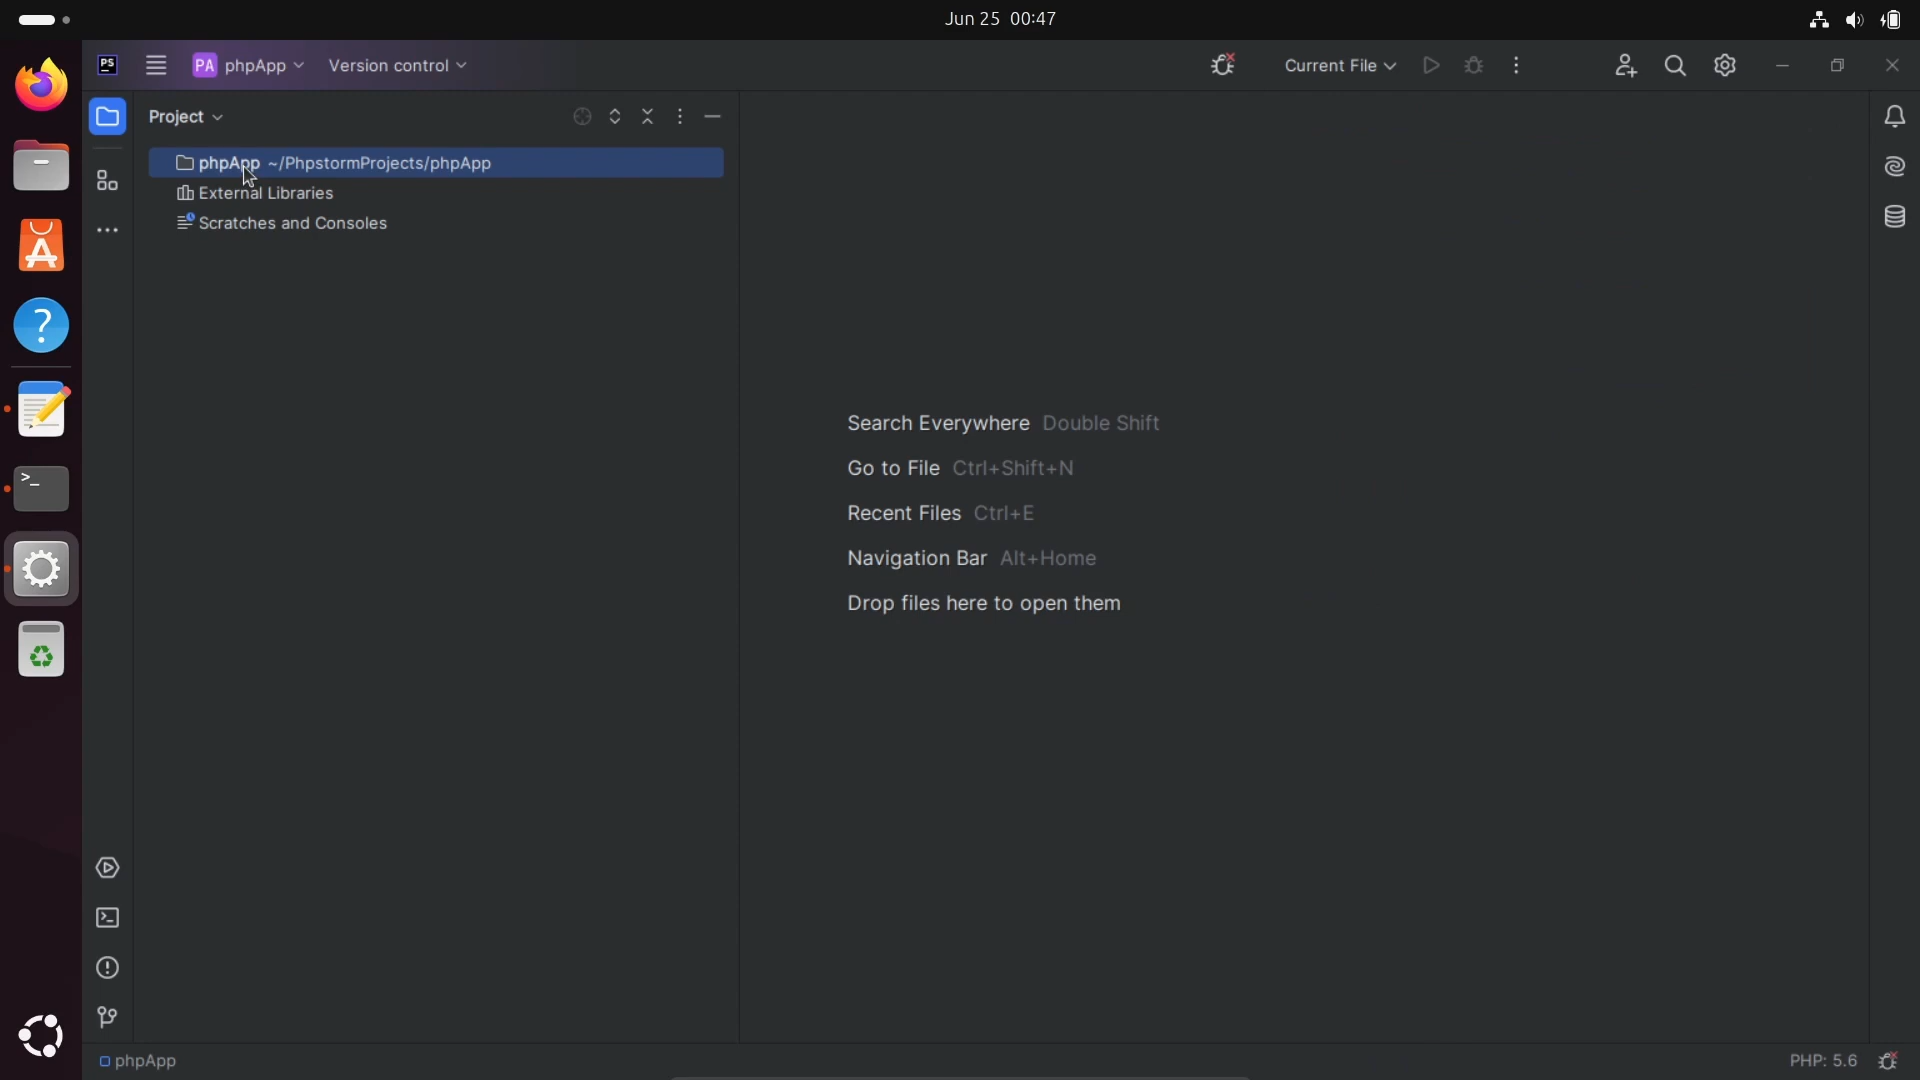 Jun 25 00:47
PS
PA phpApp
Version control
Current File
Project
phpApp ~/PhpstormProjects/phpApp
External Libraries
Scratches and Consoles
Search Everywhere Double Shift
Go to File Ctrl+Shift+N
Recent Files Ctrl+E
Navigation Bar Alt+Home
Drop files here to open them
phpApp
PHP: 5.6